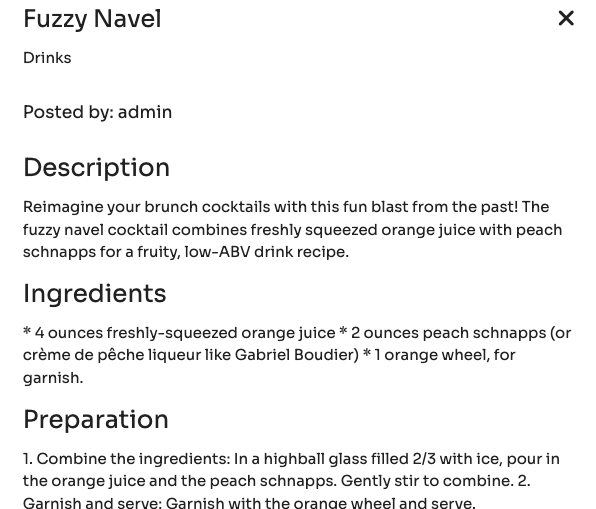 Fuzzy Navel
Drinks
Posted by: admin
Description
Reimagine your brunch cocktails with this fun blast from the past! The
fuzzy navel cocktail combines freshly squeezed orange juice with peach
schnapps for a fruity, low-ABV drink recipe.
Ingredients
* 4 ounces freshly-squeezed orange juice * 2 ounces peach schnapps (or
crème de pêche liqueur like Gabriel Boudier) * 1 orange wheel, for
garnish.
Preparation
1. Combine the ingredients: In a highball glass filled 2/3 with ice, pour in
the orange juice and the peach schnapps. Gently stir to combine. 2.
Garnish and serve: Garnish with the orange wheel and serve.